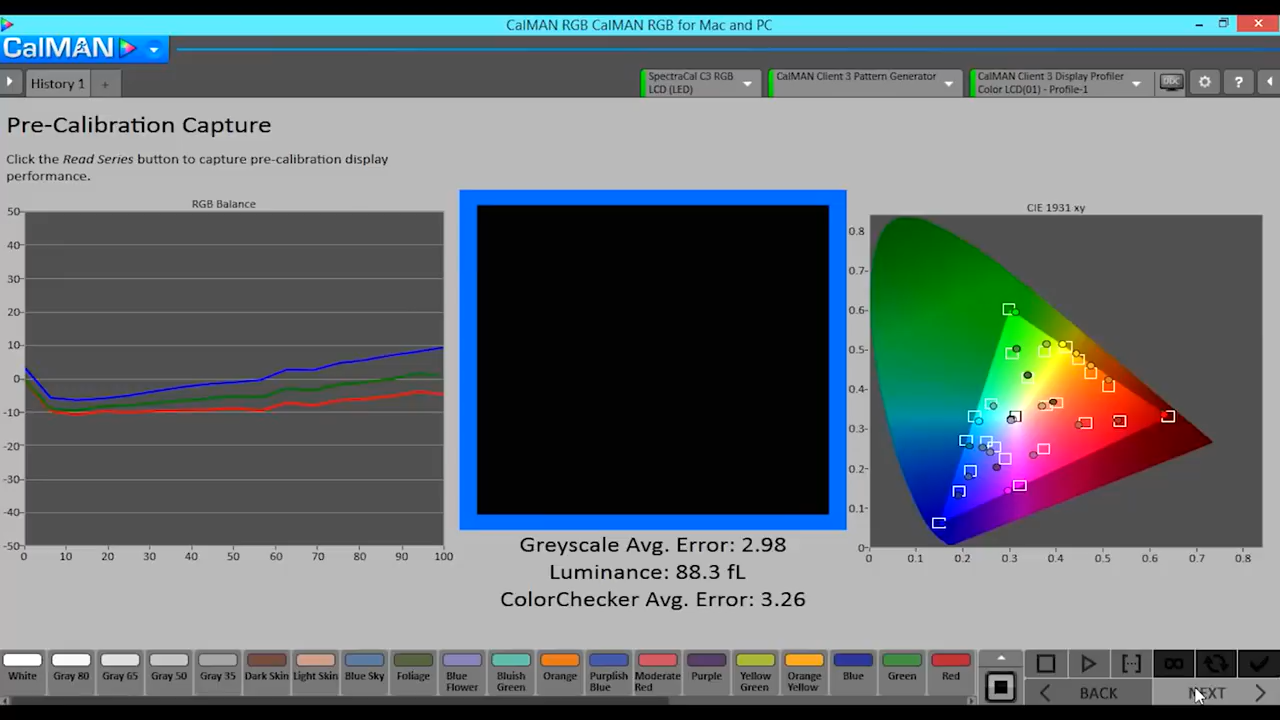 CalMAN RGB CalMAN RGB for Mac and PC
CalMAN
History 1
+
SpectraCal C3 RGB
LCD (LED)
CalMAN Client 3 Pattern Generator
CalMAN Client 3 Display Profiler
Color LCD(01) - Profile-1
?
Pre-Calibration Capture
Click the Read Series button to capture pre-calibration display
performance.
RGB Balance
50
40
30
20
10
0
-10
-20
-30
-40
-50
0 10 20 30 40 50 60 70 80 90 100
Greyscale Avg. Error: 2.98
Luminance: 88.3 fL
ColorChecker Avg. Error: 3.26
CIE 1931 xy
0.8
0.7
0.6
0.5
0.4
0.3
0.2
0.1
0
0 0.1 0.2 0.3 0.4 0.5 0.6 0.7 0.8
White
Gray 80
Gray 65
Gray 50
Gray 35
Dark Skin
Light Skin
Blue Sky
Foliage
Blue
Flower
Bluish
Green
Orange
Purplish
Blue
Moderate
Red
Purple
Yellow
Green
Orange
Yellow
Blue
Green
Red
BACK
NEXT